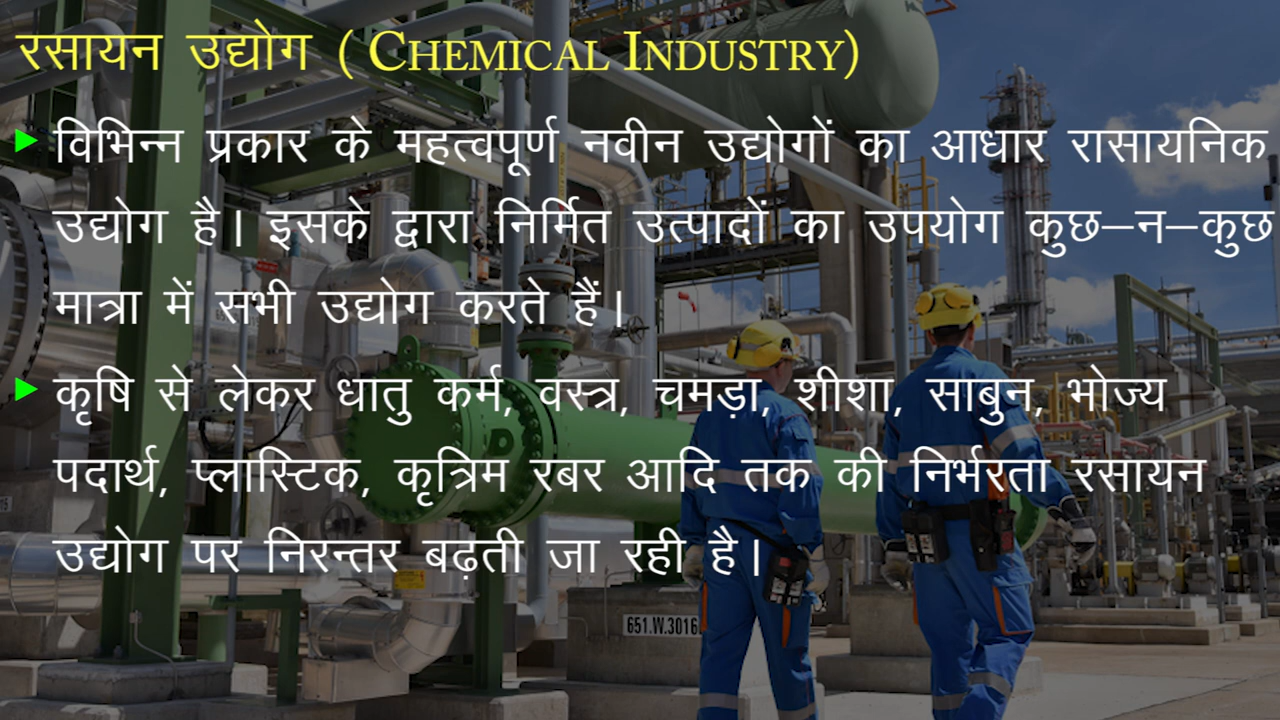 रसायन उद्योग ( CHEMICAL INDUSTRY)
विभिन्न प्रकार के महत्वपूर्ण नवीन उद्योगों का आधार रासायनिक
उद्योग है। इसके द्वारा निर्मित उत्पादों का उपयोग कुछ–न–कुछ
मात्रा में सभी उद्योग करते हैं।
कृषि से लेकर धातु कर्म, वस्त्र, चमड़ा, शीशा, साबुन, भोज्य
पदार्थ, प्लास्टिक, कृत्रिम रबर आदि तक की निर्भरता रसायन
उद्योग पर निरन्तर बढ़ती जा रही है।
651.W.3016